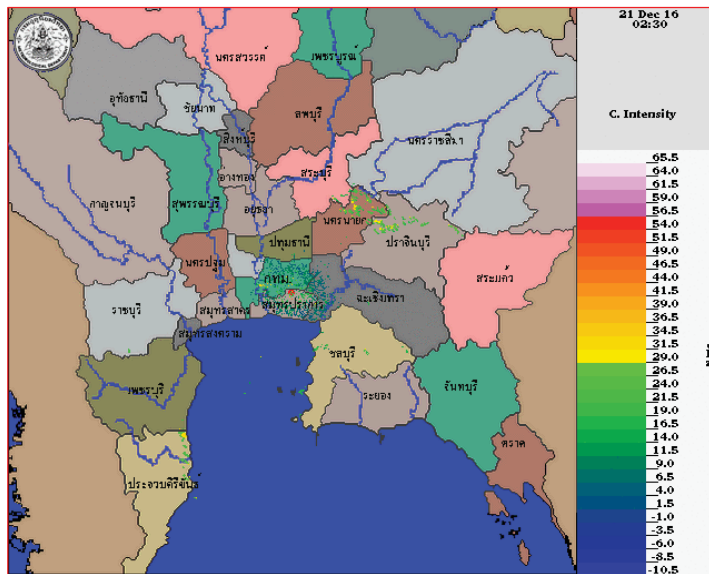 21 Dec 16
02:30
C. Intensity
65.5
64.0
61.5
59.0
56.5
54.0
51.5
49.0
46.5
44.0
41.5
39.0
36.5
34.5
31.5
29.0
26.5
24.0
21.5
19.0
16.5
14.0
11.5
9.0
6.5
4.0
1.5
-1.0
-3.5
-6.0
-8.5
-10.5
นครสวรรค์
เพชรบูรณ์
อุทัยธานี
ชัยนาท
ลพบุรี
สิงห์บุรี
นครราชสีมา
อ่างทอง
สระบุรี
กาญจนบุรี
สุพรรณบุรี
อยุธยา
นครนายก
ปราจีนบุรี
ปทุมธานี
นครปฐม
สระแก้ว
กทม.
ราชบุรี
สมุทรสาคร
สมุทรปราการ
ฉะเชิงเทรา
สมุทรสงคราม
ชลบุรี
เพชรบุรี
ระยอง
จันทบุรี
ตราด
ประจวบคีรีขันธ์